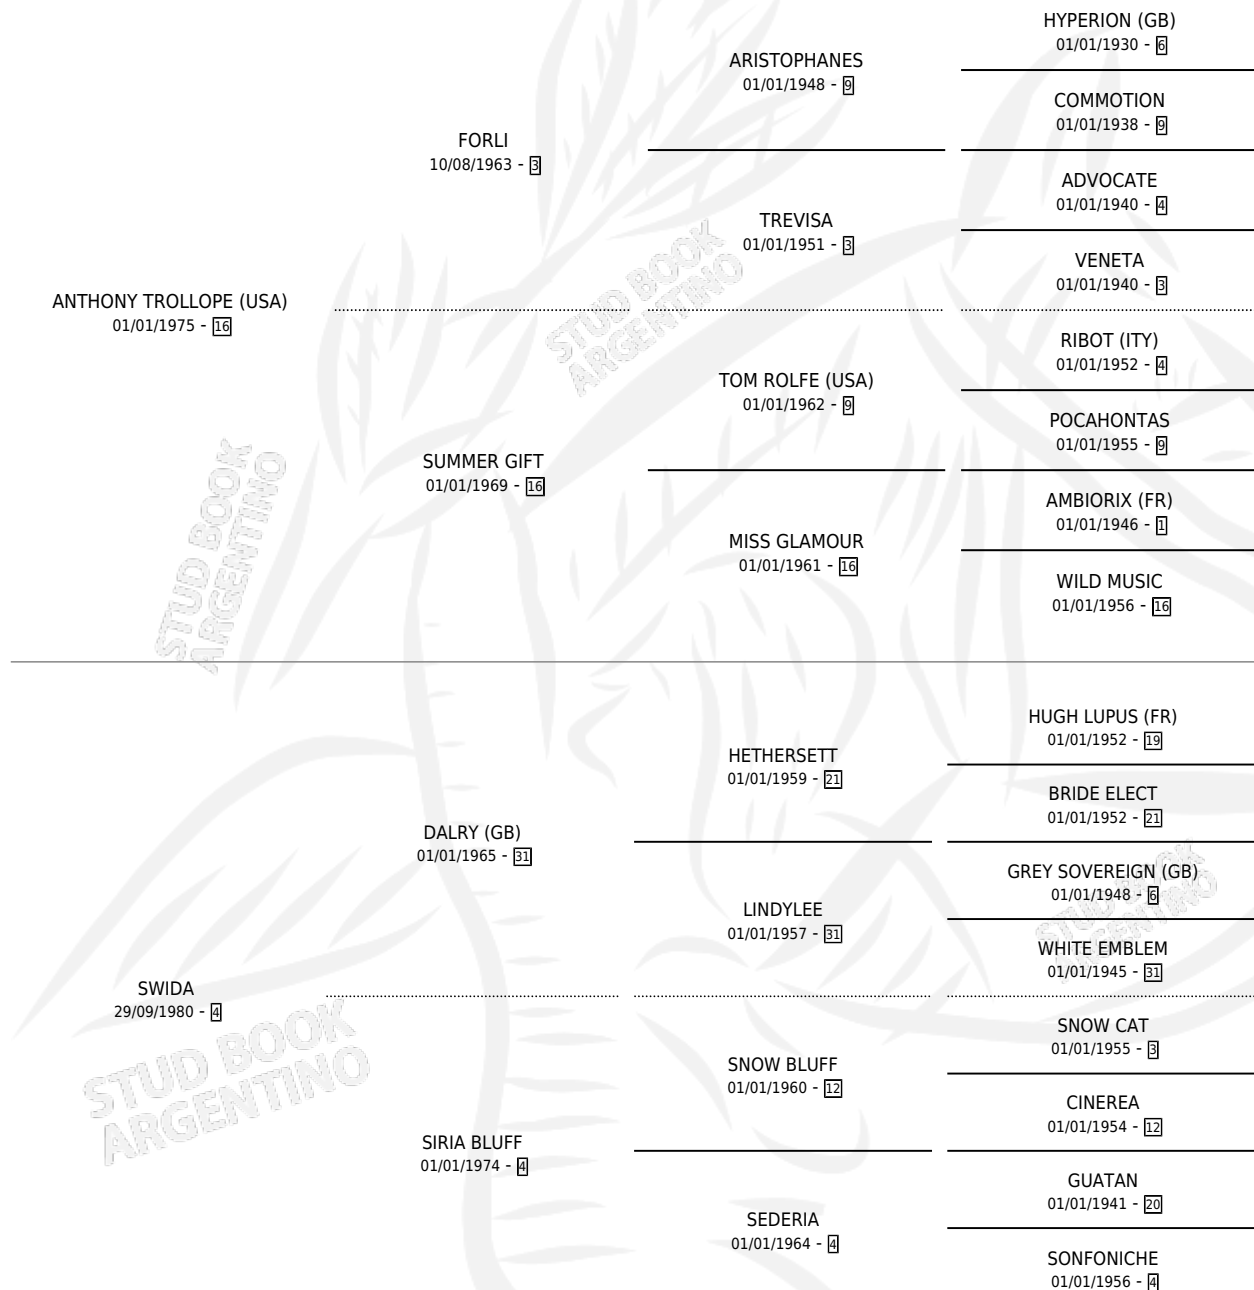 HYPERION (GB)
01/01/1930 - 6
ARISTOPHANES
01/01/1948 - 9
COMMOTION
01/01/1938 - 9
FORLI
10/08/1963 - 3
ADVOCATE
01/01/1940 - 4
TREVISA
01/01/1951 - 3
VENETA
01/01/1940 - 3
ANTHONY TROLLOPE (USA)
01/01/1975 - 16
RIBOT (ITY)
01/01/1952 - 4
TOM ROLFE (USA)
01/01/1962 - 9
POCAHONTAS
01/01/1955 - 9
SUMMER GIFT
01/01/1969 - 16
AMBIORIX (FR)
01/01/1946 - 1
MISS GLAMOUR
01/01/1961 - 16
WILD MUSIC
01/01/1956 - 16
HUGH LUPUS (FR)
01/01/1952 - 19
HETHERSETT
01/01/1959 - 21
BRIDE ELECT
01/01/1952 - 21
DALRY (GB)
01/01/1965 - 31
GREY SOVEREIGN (GB)
01/01/1948 - 6
LINDYLEE
01/01/1957 - 31
WHITE EMBLEM
01/01/1945 - 31
SWIDA
29/09/1980 - 4
SNOW CAT
01/01/1955 - 3
SNOW BLUFF
01/01/1960 - 12
CINEREA
01/01/1954 - 12
SIRIA BLUFF
01/01/1974 - 4
GUATAN
01/01/1941 - 20
SEDERIA
01/01/1964 - 4
SONFONICHE
01/01/1956 - 4
STUD BOOK
ARGENTINO
STUD BOOK
ARGENTINO
STUD BOOK
ARGENTINO
STUD BOOK
ARGENTINO